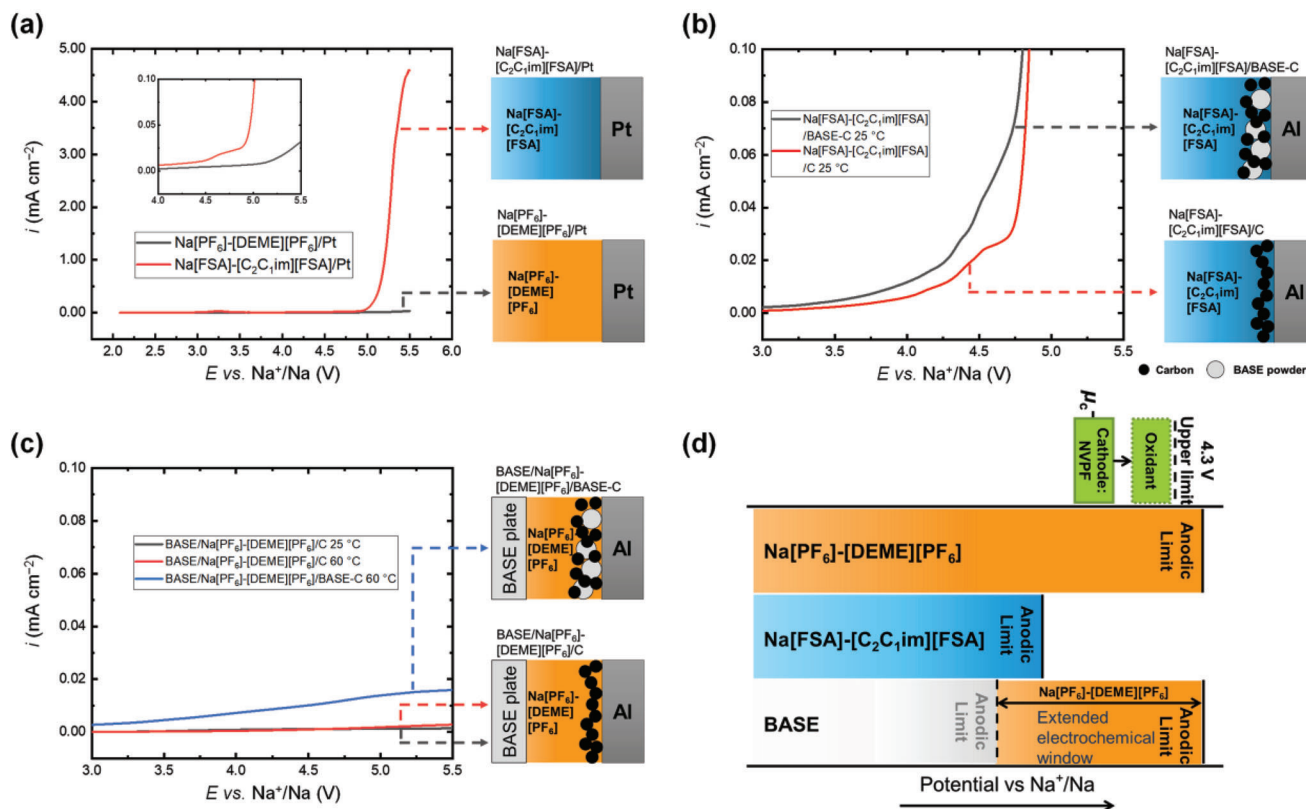 (a)
5.00
4.50
4.00
3.50
3.00
2.50
2.00
1.50
1.00
0.50
0.00
i (mA cm⁻²)
0.10
0.05
0.00
4.0 4.5 5.0 5.5
Na[PF₆]-[DEME][PF₆]/Pt
Na[FSA]-[C₂C₁im][FSA]/Pt
2.0 2.5 3.0 3.5 4.0 4.5 5.0 5.5 6.0
E vs. Na⁺/Na (V)
Na[FSA]-
[C₂C₁im][FSA]/Pt
Na[FSA]-
[C₂C₁im]
[FSA]
Pt
Na[PF₆]-
[DEME][PF₆]/Pt
Na[PF₆]-
[DEME]
[PF₆]
Pt
(b)
0.10
0.08
0.06
0.04
0.02
0.00
i (mA cm⁻²)
Na[FSA]-[C₂C₁im][FSA]
/BASE-C 25 °C
Na[FSA]-[C₂C₁im][FSA]
/C 25 °C
3.0 3.5 4.0 4.5 5.0 5.5
E vs. Na⁺/Na (V)
Na[FSA]-
[C₂C₁im][FSA]/BASE-C
Na[FSA]-
[C₂C₁im]
[FSA]
Al
Na[FSA]-
[C₂C₁im][FSA]/C
Na[FSA]-
[C₂C₁im]
[FSA]
Al
Carbon BASE powder
(c)
0.10
0.08
0.06
0.04
0.02
0.00
i (mA cm⁻²)
BASE/Na[PF₆]-[DEME][PF₆]/C 25 °C
BASE/Na[PF₆]-[DEME][PF₆]/C 60 °C
BASE/Na[PF₆]-[DEME][PF₆]/BASE-C 60 °C
3.0 3.5 4.0 4.5 5.0 5.5
E vs. Na⁺/Na (V)
BASE/Na[PF₆]-
[DEME][PF₆]/BASE-C
BASE plate
Na[PF₆]-
[DEME]
[PF₆]
Al
BASE/Na[PF₆]-
[DEME][PF₆]/C
BASE plate
Na[PF₆]-
[DEME]
[PF₆]
Al
(d)
μc
Cathode:
NVPF
Oxidant
Upper limit
4.3 V
Na[PF₆]-[DEME][PF₆]
Anodic
Limit
Na[FSA]-[C₂C₁im][FSA]
Anodic
Limit
BASE
Anodic
Limit
Na[PF₆]-[DEME][PF₆]
Extended
electrochemical
window
Anodic
Limit
Potential vs Na⁺/Na